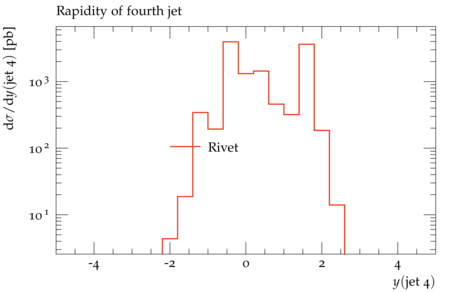 Rapidity of fourth jet
dσ/dy(jet 4) [pb]
10³
10²
10¹
Rivet
-4 -2 0 2 4
y(jet 4)